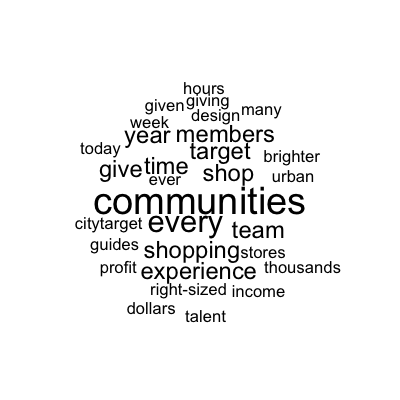 hours
given giving
week design many
year members
today target brighter
give time shop urban
ever
communities
citytarget every team
guides shopping stores
profit experience thousands
right-sized income
dollars talent